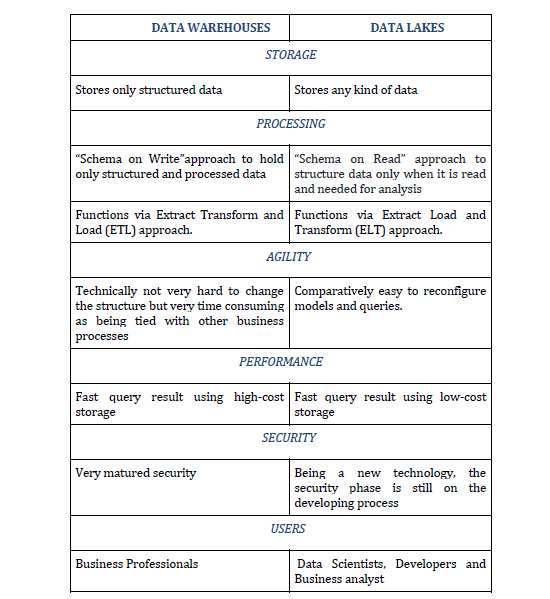 DATA WAREHOUSES DATA LAKES
STORAGE
Stores only structured data
Stores any kind of data
PROCESSING
“Schema on Write”approach to hold
only structured and processed data
“Schema on Read” approach to
structure data only when it is read
and needed for analysis
Functions via Extract Transform and
Load (ETL) approach.
Functions via Extract Load and
Transform (ELT) approach.
AGILITY
Technically not very hard to change
the structure but very time consuming
as being tied with other business
processes
Comparatively easy to reconfigure
models and queries.
PERFORMANCE
Fast query result using high-cost
storage
Fast query result using low-cost
storage
SECURITY
Very matured security
Being a new technology, the
security phase is still on the
developing process
USERS
Business Professionals
Data Scientists, Developers and
Business analyst